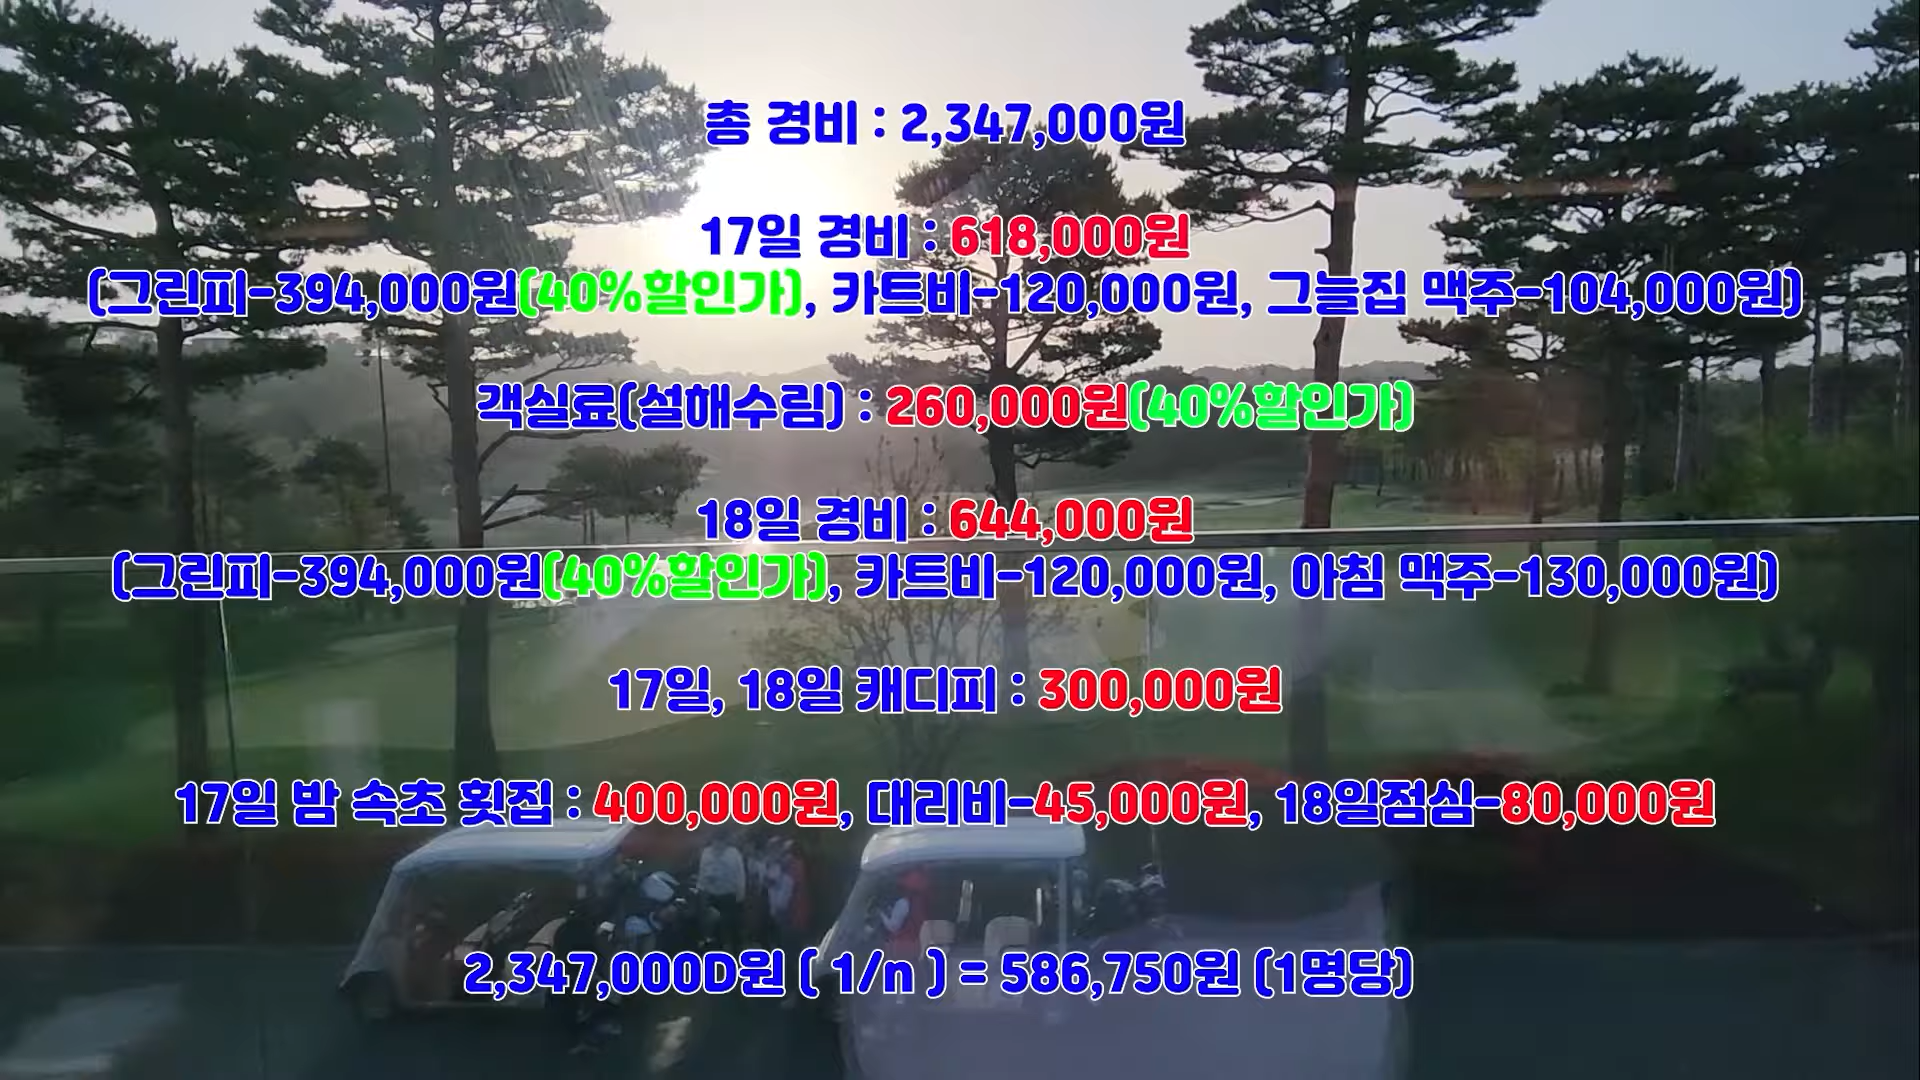 총 경비 : 2,347,000원
17일 경비 : 618,000원
(그린피-394,000원(40%할인가), 카트비-120,000원, 그늘집 맥주-104,000원)
객실료(설해수림) : 260,000원(40%할인가)
18일 경비 : 644,000원
(그린피-394,000원(40%할인가), 카트비-120,000원, 아침 맥주-130,000원)
17일, 18일 캐디피 : 300,000원
17일 밤 속초 횟집 : 400,000원, 대리비-45,000원, 18일점심-80,000원
2,347,000D원 ( 1/n ) = 586,750원 (1명당)